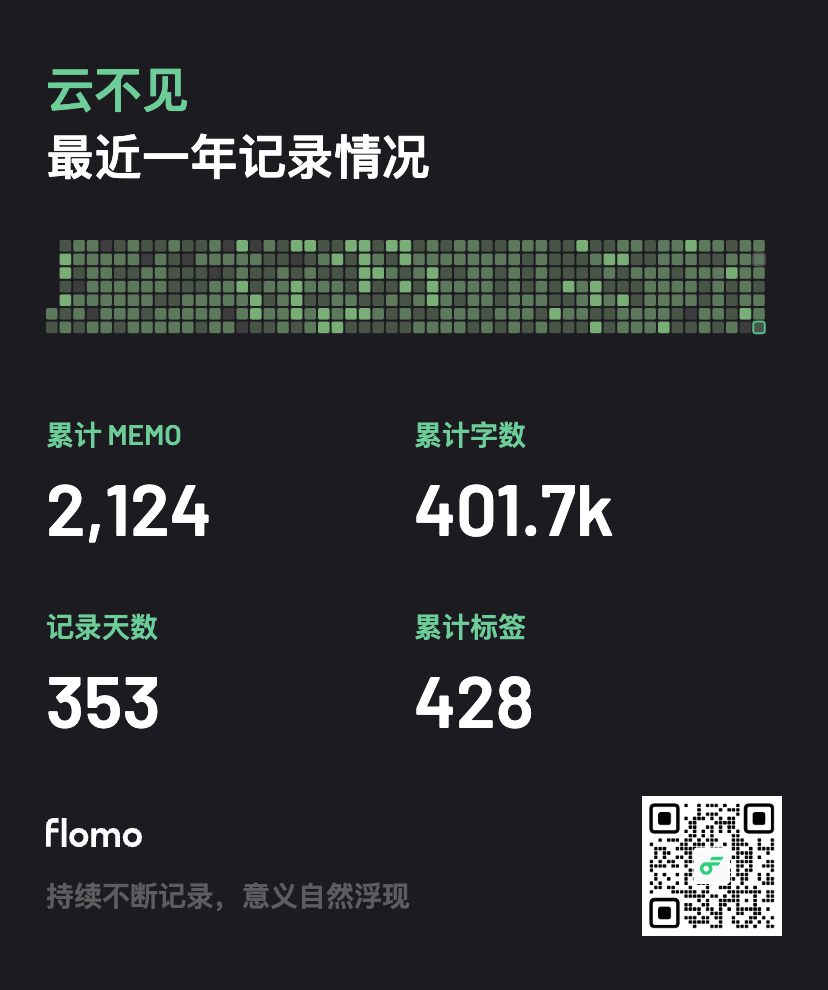 云不见
最近一年记录情况
累计 MEMO
累计字数
2,124
401.7k
记录天数
累计标签
353
428
flomo
持续不断记录，意义自然浮现